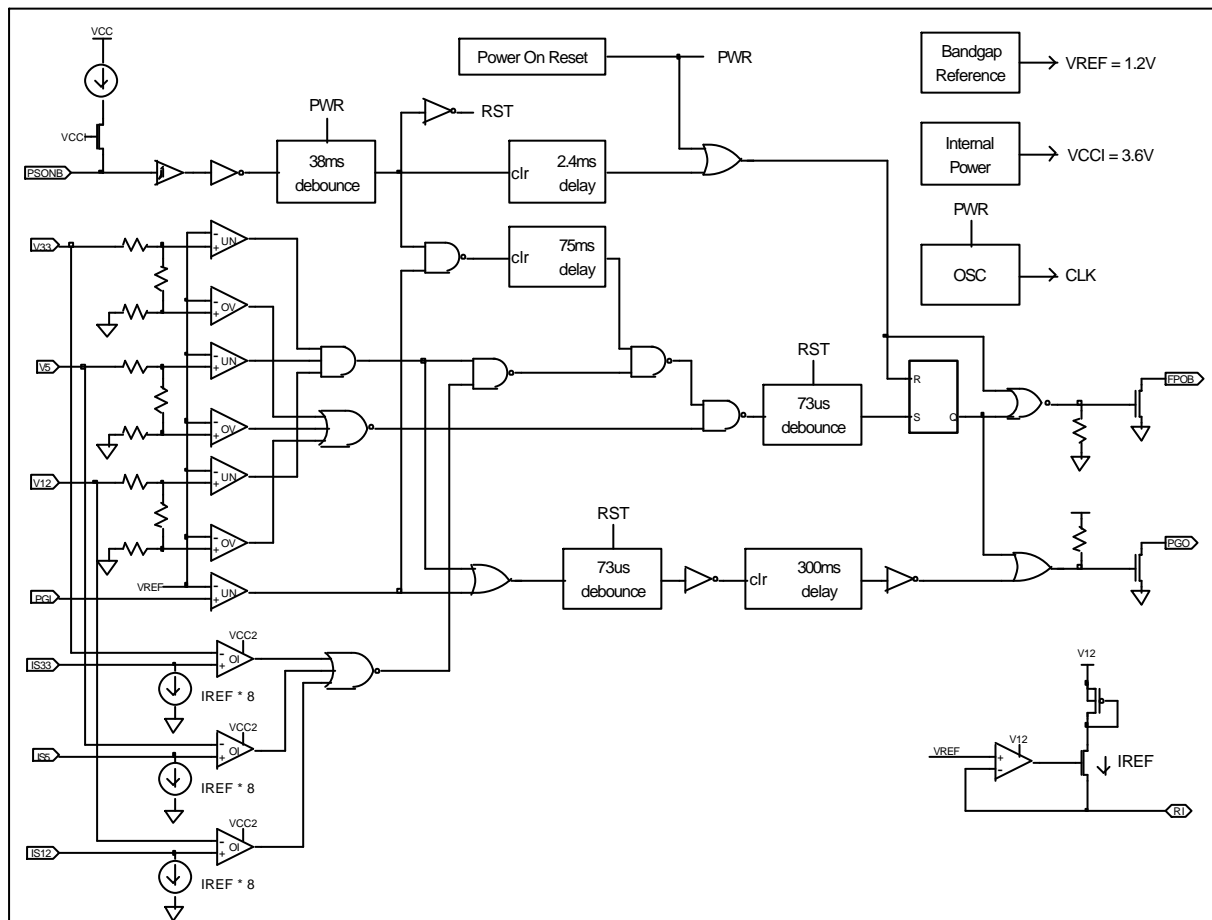 VCC
Power On Reset
PWR
Bandgap
Reference
VREF = 1.2V
PWR
RST
VCCI
38ms
debounce
clr
2.4ms
delay
Internal
Power
VCCI = 3.6V
PSONB
PWR
V33
-
+
UN
clr
75ms
delay
OSC
CLK
-
+
OV
V5
-
+
UN
RST
R
S
Q
FPOB
73us
debounce
-
+
OV
V12
-
+
UN
-
+
OV
RST
PGO
VREF
-
+
UN
PGI
73us
debounce
clr
300ms
delay
VCC2
IS33
-
+
OI
IREF * 8
V12
VCC2
IS5
-
+
OI
IREF * 8
VREF
V12
+
-
IREF
RI
VCC2
IS12
-
+
OI
IREF * 8